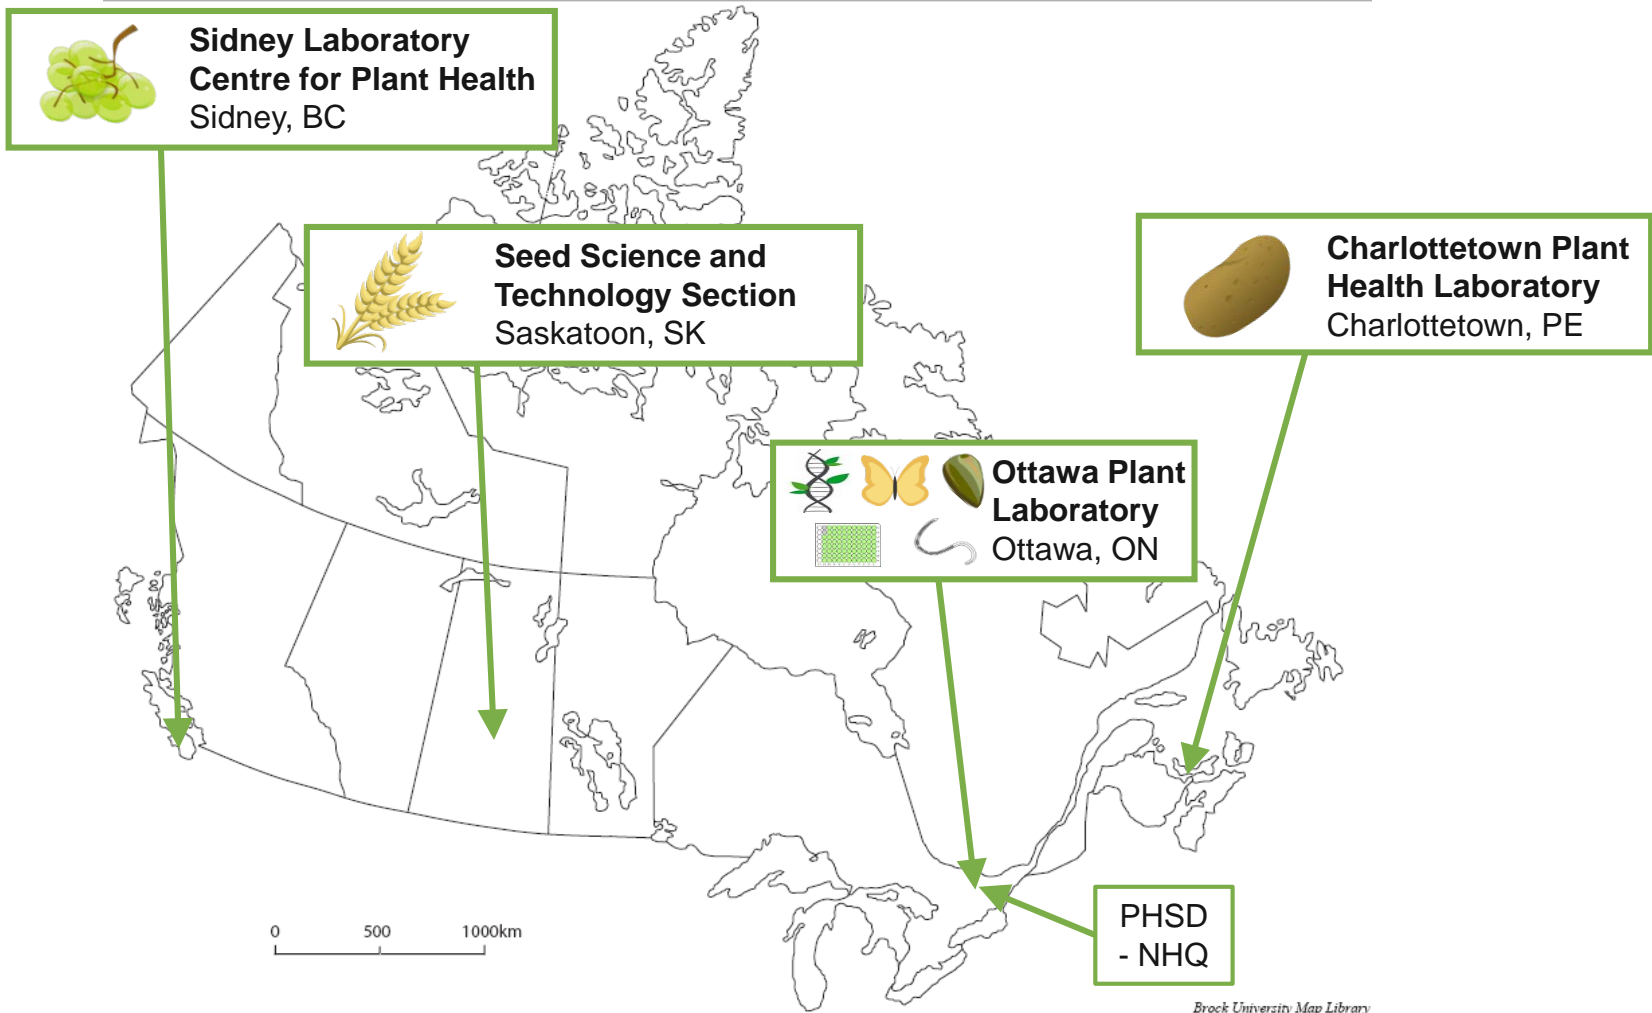 Sidney Laboratory
Centre for Plant Health
Sidney, BC
Seed Science and
Technology Section
Saskatoon, SK
Charlottetown Plant
Health Laboratory
Charlottetown, PE
Ottawa Plant
Laboratory
Ottawa, ON
PHSD
- NHQ
0 500 1000km
Brock University Map Library